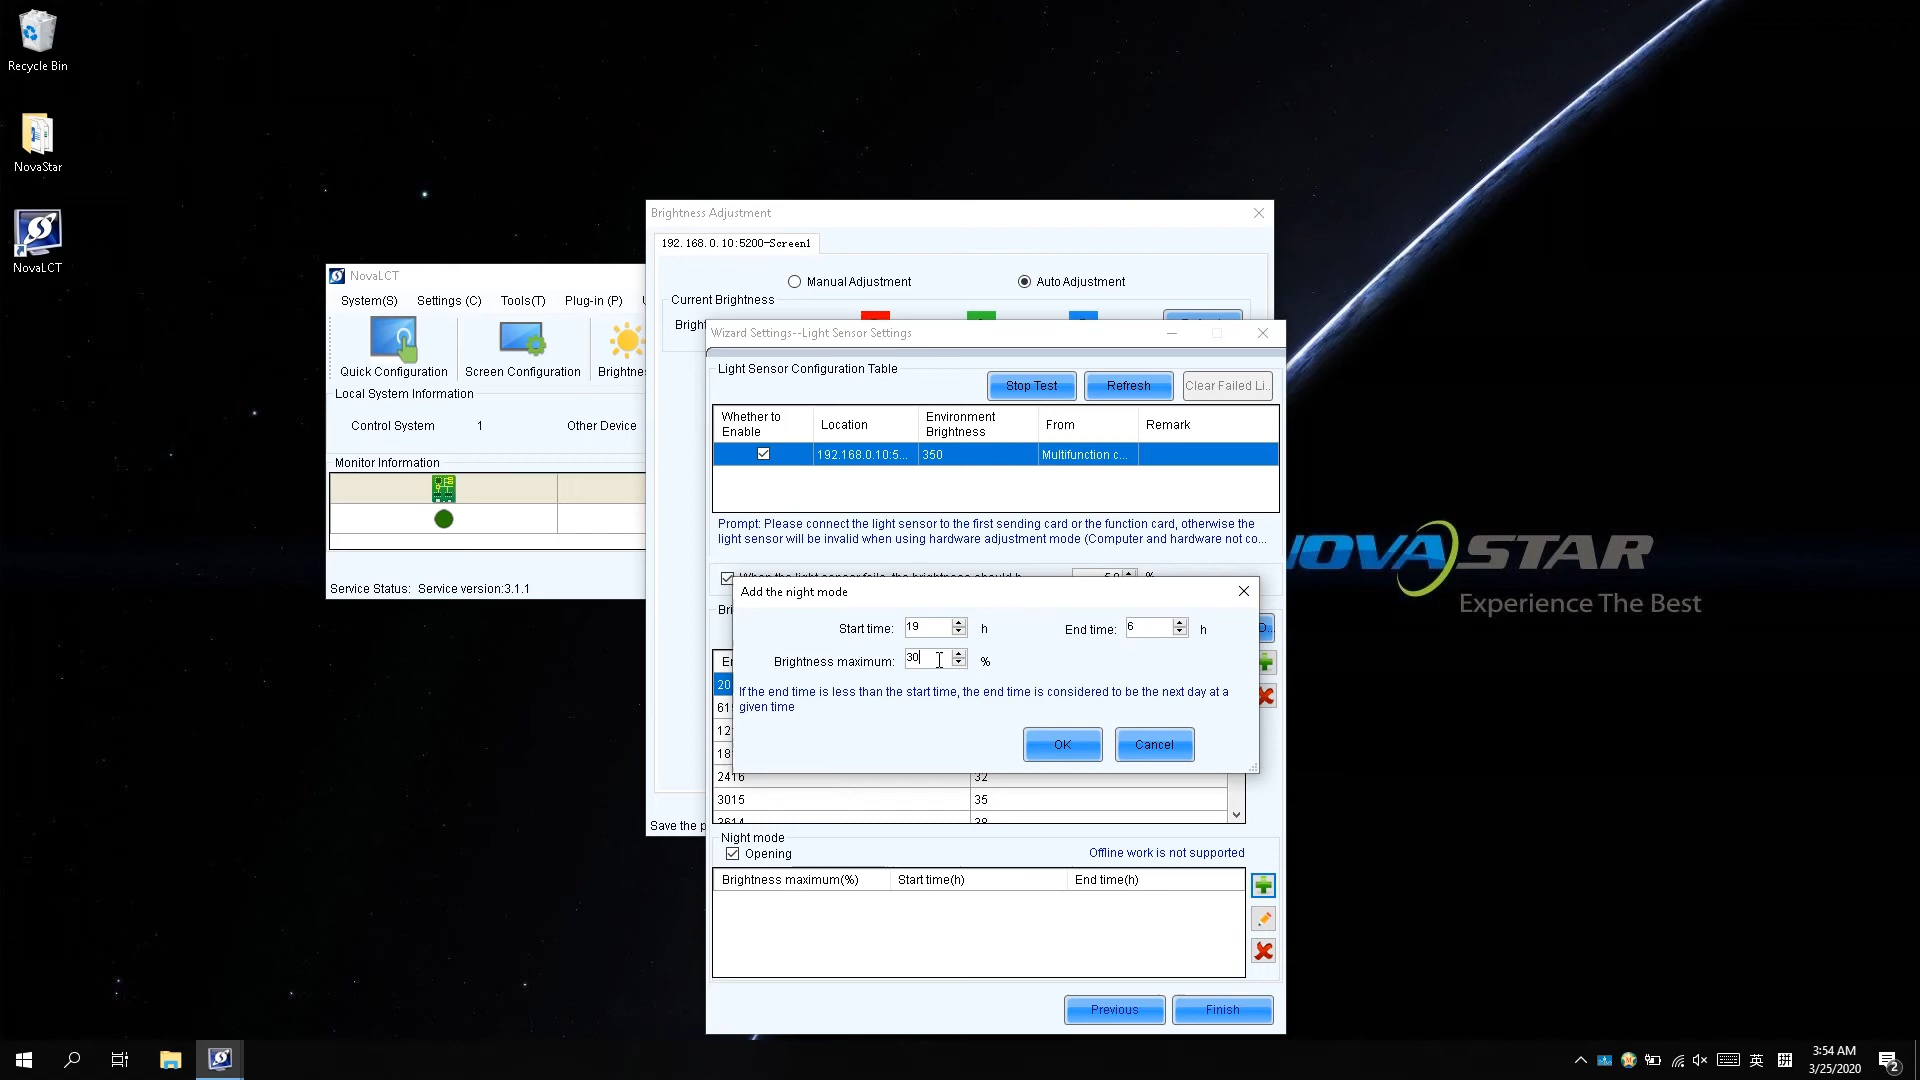 Recycle Bin
NovaStar
NovaLCT
NovaLCT
System(S) Settings (C) Tools(T) Plug-in (P)
Quick Configuration Screen Configuration
Local System Information
Control System 1 Other Device
Monitor Information
Service Status: Service version:3.1.1
Brightness Adjustment
192.168.0.10:5200-Screen1
Manual Adjustment Auto Adjustment
Current Brightness
Wizard Settings--Light Sensor Settings
Light Sensor Configuration Table
Stop Test Refresh Clear Failed Li..
Whether to Enable Location Environment Brightness From Remark
192.168.0.10:5... 350 Multifunction c...
Prompt: Please connect the light sensor to the first sending card or the function card, otherwise the
light sensor will be invalid when using hardware adjustment mode (Computer and hardware not co...
Add the night mode
Start time: 19 h End time: 6 h
Brightness maximum: 30 %
If the end time is less than the start time, the end time is considered to be the next day at a
given time
OK Cancel
2416 32
3015 35
3614 38
Save the p
Night mode
Opening Offline work is not supported
Brightness maximum(%) Start time(h) End time(h)
Previous Finish
NOVASTAR
Experience The Best
英 拼
3:54 AM
3/25/2020
2